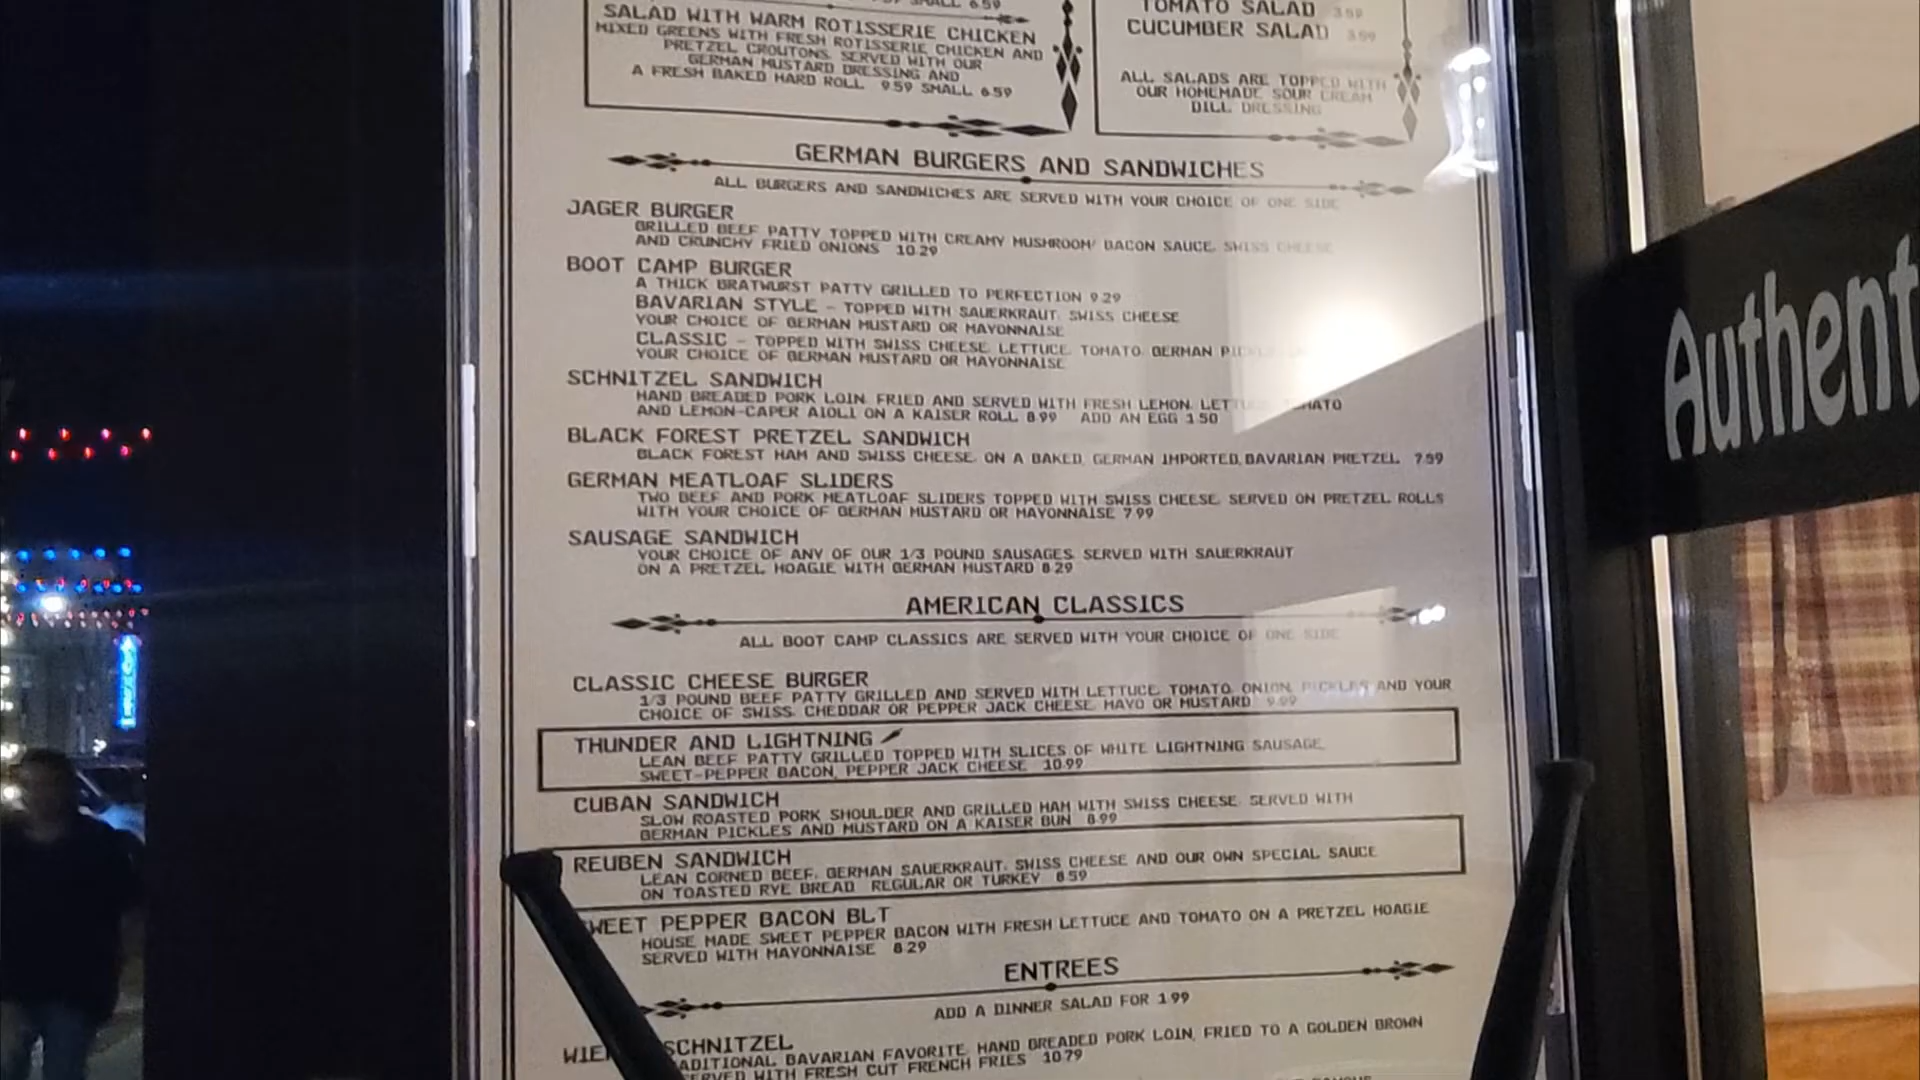 SMALL 6.59
SALAD WITH WARM ROTISSERIE CHICKEN
MIXED GREENS WITH FRESH ROTISSERIE CHICKEN AND
PRETZEL CROUTONS, SERVED WITH OUR
GERMAN MUSTARD DRESSING AND
A FRESH BAKED HARD ROLL 9.59 SMALL 6.59
TOMATO SALAD 3.59
CUCUMBER SALAD 3.59
ALL SALADS ARE TOPPED WITH
OUR HOMEMADE SOUR CREAM
DILL DRESSING
GERMAN BURGERS AND SANDWICHES
ALL BURGERS AND SANDWICHES ARE SERVED WITH YOUR CHOICE OF ONE SIDE
JAGER BURGER
GRILLED BEEF PATTY TOPPED WITH CREAMY MUSHROOM/ BACON SAUCE, SWISS CHEESE
AND CRUNCHY FRIED ONIONS 10.29
BOOT CAMP BURGER
A THICK BRATWURST PATTY GRILLED TO PERFECTION 9.29
BAVARIAN STYLE - TOPPED WITH SAUERKRAUT, SWISS CHEESE
YOUR CHOICE OF GERMAN MUSTARD OR MAYONNAISE
CLASSIC - TOPPED WITH SWISS CHEESE, LETTUCE, TOMATO, GERMAN
YOUR CHOICE OF GERMAN MUSTARD OR MAYONNAISE
SCHNITZEL SANDWICH
HAND BREADED PORK LOIN, FRIED AND SERVED WITH FRESH LEMON, LETTUCE, TOMATO
AND LEMON-CAPER AIOLI ON A KAISER ROLL 8.99 ADD AN EGG 1.50
BLACK FOREST PRETZEL SANDWICH
BLACK FOREST HAM AND SWISS CHEESE, ON A BAKED, GERMAN IMPORTED, BAVARIAN PRETZEL 7.59
GERMAN MEATLOAF SLIDERS
TWO BEEF AND PORK MEATLOAF SLIDERS TOPPED WITH SWISS CHEESE, SERVED ON PRETZEL ROLLS
WITH YOUR CHOICE OF GERMAN MUSTARD OR MAYONNAISE 7.99
SAUSAGE SANDWICH
YOUR CHOICE OF ANY OF OUR 1/3 POUND SAUSAGES, SERVED WITH SAUERKRAUT
ON A PRETZEL HOAGIE WITH GERMAN MUSTARD 8.29
AMERICAN CLASSICS
ALL BOOT CAMP CLASSICS ARE SERVED WITH YOUR CHOICE OF ONE SIDE
CLASSIC CHEESE BURGER
1/3 POUND BEEF PATTY GRILLED AND SERVED WITH LETTUCE, TOMATO, ONION, PICKLES AND YOUR
CHOICE OF SWISS, CHEDDAR OR PEPPER JACK CHEESE, MAYO OR MUSTARD 9.99
THUNDER AND LIGHTNING
LEAN BEEF PATTY GRILLED TOPPED WITH SLICES OF WHITE LIGHTNING SAUSAGE,
SWEET-PEPPER BACON, PEPPER JACK CHEESE 10.99
CUBAN SANDWICH
SLOW ROASTED PORK SHOULDER AND GRILLED HAM WITH SWISS CHEESE, SERVED WITH
GERMAN PICKLES AND MUSTARD ON A KAISER BUN 8.99
REUBEN SANDWICH
LEAN CORNED BEEF, GERMAN SAUERKRAUT, SWISS CHEESE AND OUR OWN SPECIAL SAUCE
ON TOASTED RYE BREAD REGULAR OR TURKEY 8.59
SWEET PEPPER BACON BLT
HOUSE MADE SWEET PEPPER BACON WITH FRESH LETTUCE AND TOMATO ON A PRETZEL HOAGIE
SERVED WITH MAYONNAISE 8.29
ENTREES
ADD A DINNER SALAD FOR 1.99
SCHNITZEL
BAVARIAN FAVORITE, HAND BREADED PORK LOIN, FRIED TO A GOLDEN BROWN
WITH FRESH CUT FRENCH FRIES 10.79
Authent